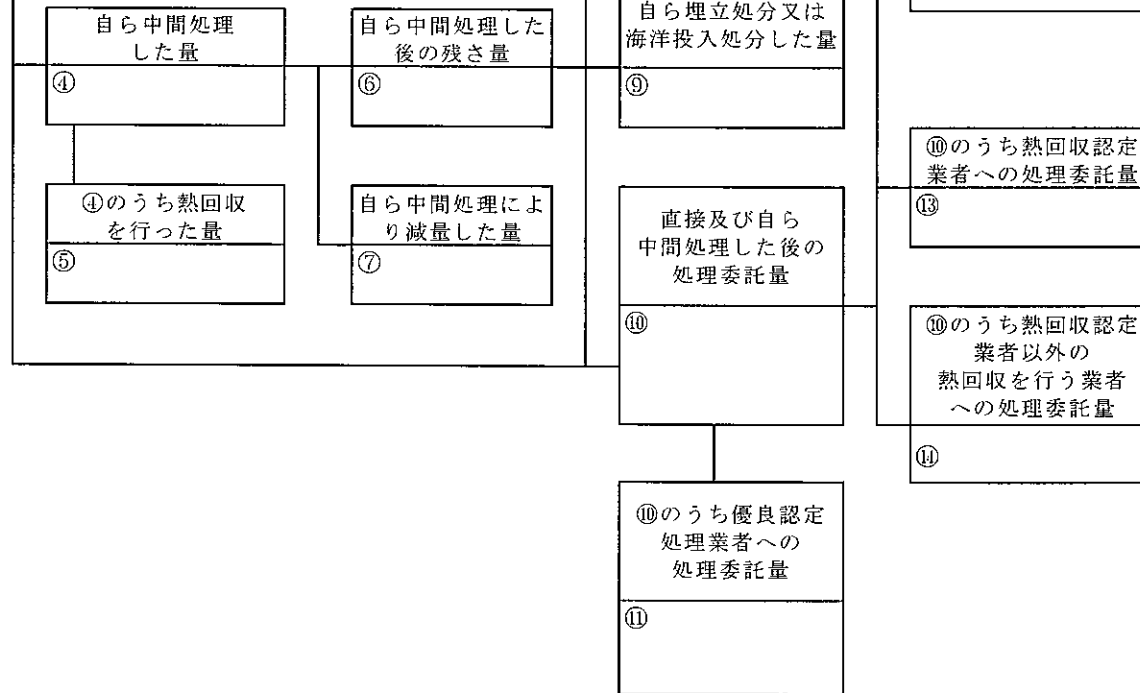 自ら中間処理
した量
④
自ら中間処理した
後の残さ量
⑥
自ら埋立処分又は
海洋投入処分した量
⑨
④のうち熱回収
を行った量
⑤
自ら中間処理によ
り減量した量
⑦
直接及び自ら
中間処理した後の
処理委託量
⑩
⑩のうち熱回収認定
業者への処理委託量
⑬
⑩のうち熱回収認定
業者以外の
熱回収を行う業者
への処理委託量
⑭
⑩のうち優良認定
処理業者への
処理委託量
⑪